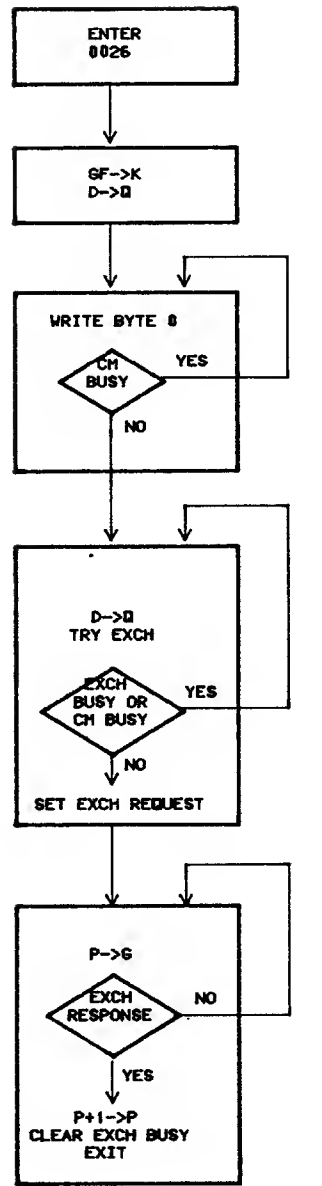 ENTER
0026
GF->K
D->Q
WRITE BYTE 0
CM
BUSY
YES
NO
D->Q
TRY EXCH
EXCH
BUSY OR
CM BUSY
YES
NO
SET EXCH REQUEST
P->G
EXCH
RESPONSE
NO
YES
P+1->P
CLEAR EXCH BUSY
EXIT